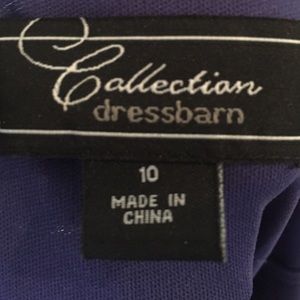 Collection
dressbarn
10
MADE IN
CHINA